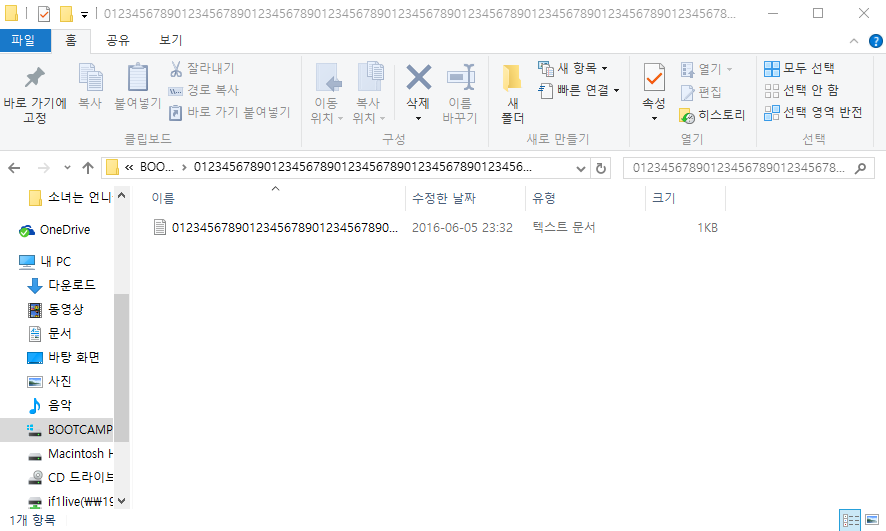 0123456789012345678901234567890123456789012345678901234567890123456789012345678...
파일 홈 공유 보기
바로 가기에 고정
복사
붙여넣기
잘라내기
경로 복사
바로 가기 붙여넣기
클립보드
이동 위치
복사 위치
삭제
이름 바꾸기
구성
새 폴더
새 항목
빠른 연결
새로 만들기
속성
열기
편집
히스토리
열기
모두 선택
선택 안 함
선택 영역 반전
선택
« BOO... › 01234567890123456789012345678901234567890123456...
0123456789012345678901234567 8...
이름 수정한 날짜 유형 크기
012345678901234567890123456789​0... 2016-06-05 23:32 텍스트 문서 1KB
소녀는 언니
OneDrive
내 PC
다운로드
동영상
문서
바탕 화면
사진
음악
BOOTCAMP
Macintosh H
CD 드라이브
if1live(₩₩19
1개 항목